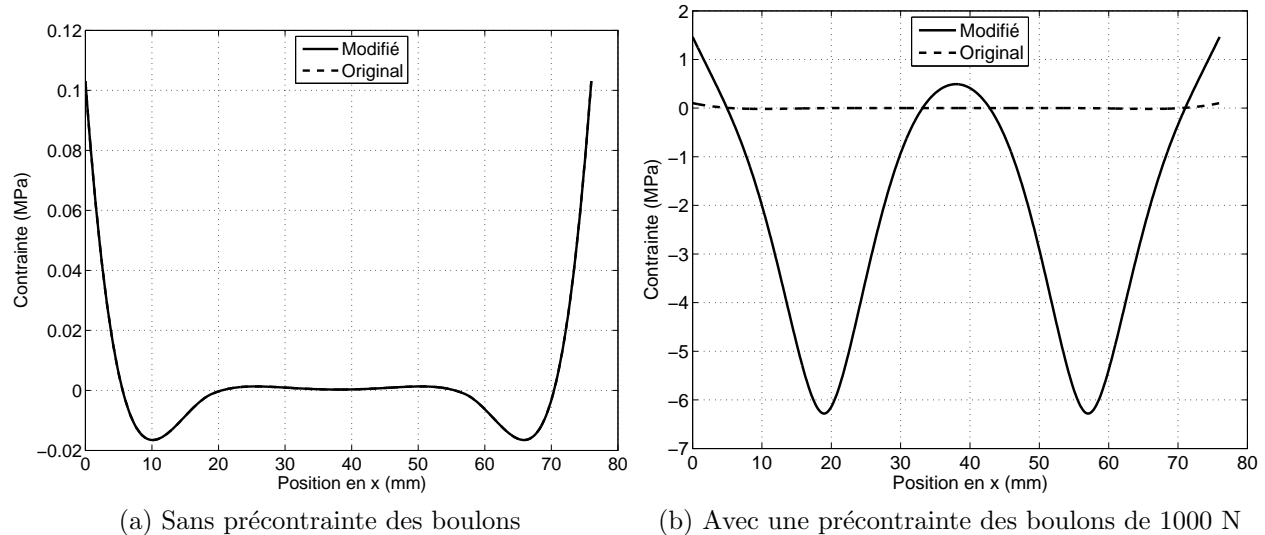 0.12
0.1
0.08
0.06
0.04
0.02
0
−0.02
Contrainte (MPa)
Modifié
Original
0 10 20 30 40 50 60 70 80
Position en x (mm)
(a) Sans précontrainte des boulons
2
1
0
−1
−2
−3
−4
−5
−6
−7
Contrainte (MPa)
Modifié
Original
0 10 20 30 40 50 60 70 80
Position en x (mm)
(b) Avec une précontrainte des boulons de 1000 N